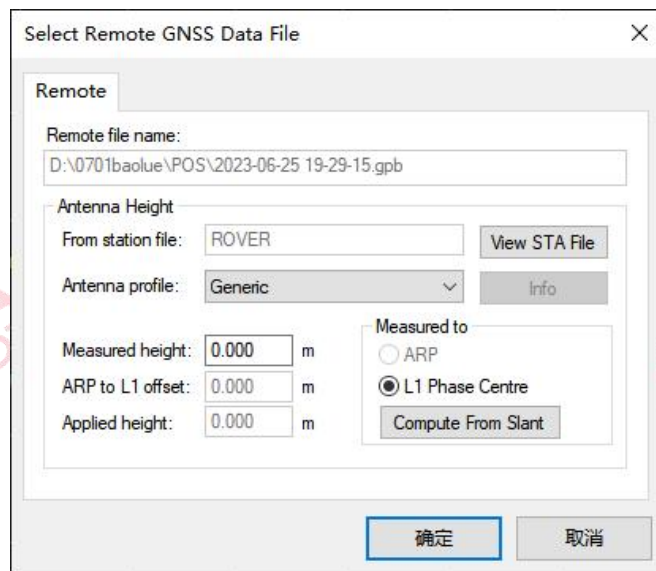 Select Remote GNSS Data File
Remote
Remote file name:
D:\0701baolue\POS\2023-06-25 19-29-15.gpb
Antenna Height
From station file: ROVER View STA File
Antenna profile: Generic Info
Measured to
Measured height: 0.000 m ARP
ARP to L1 offset: 0.000 m L1 Phase Centre
Applied height: 0.000 m Compute From Slant
确定 取消